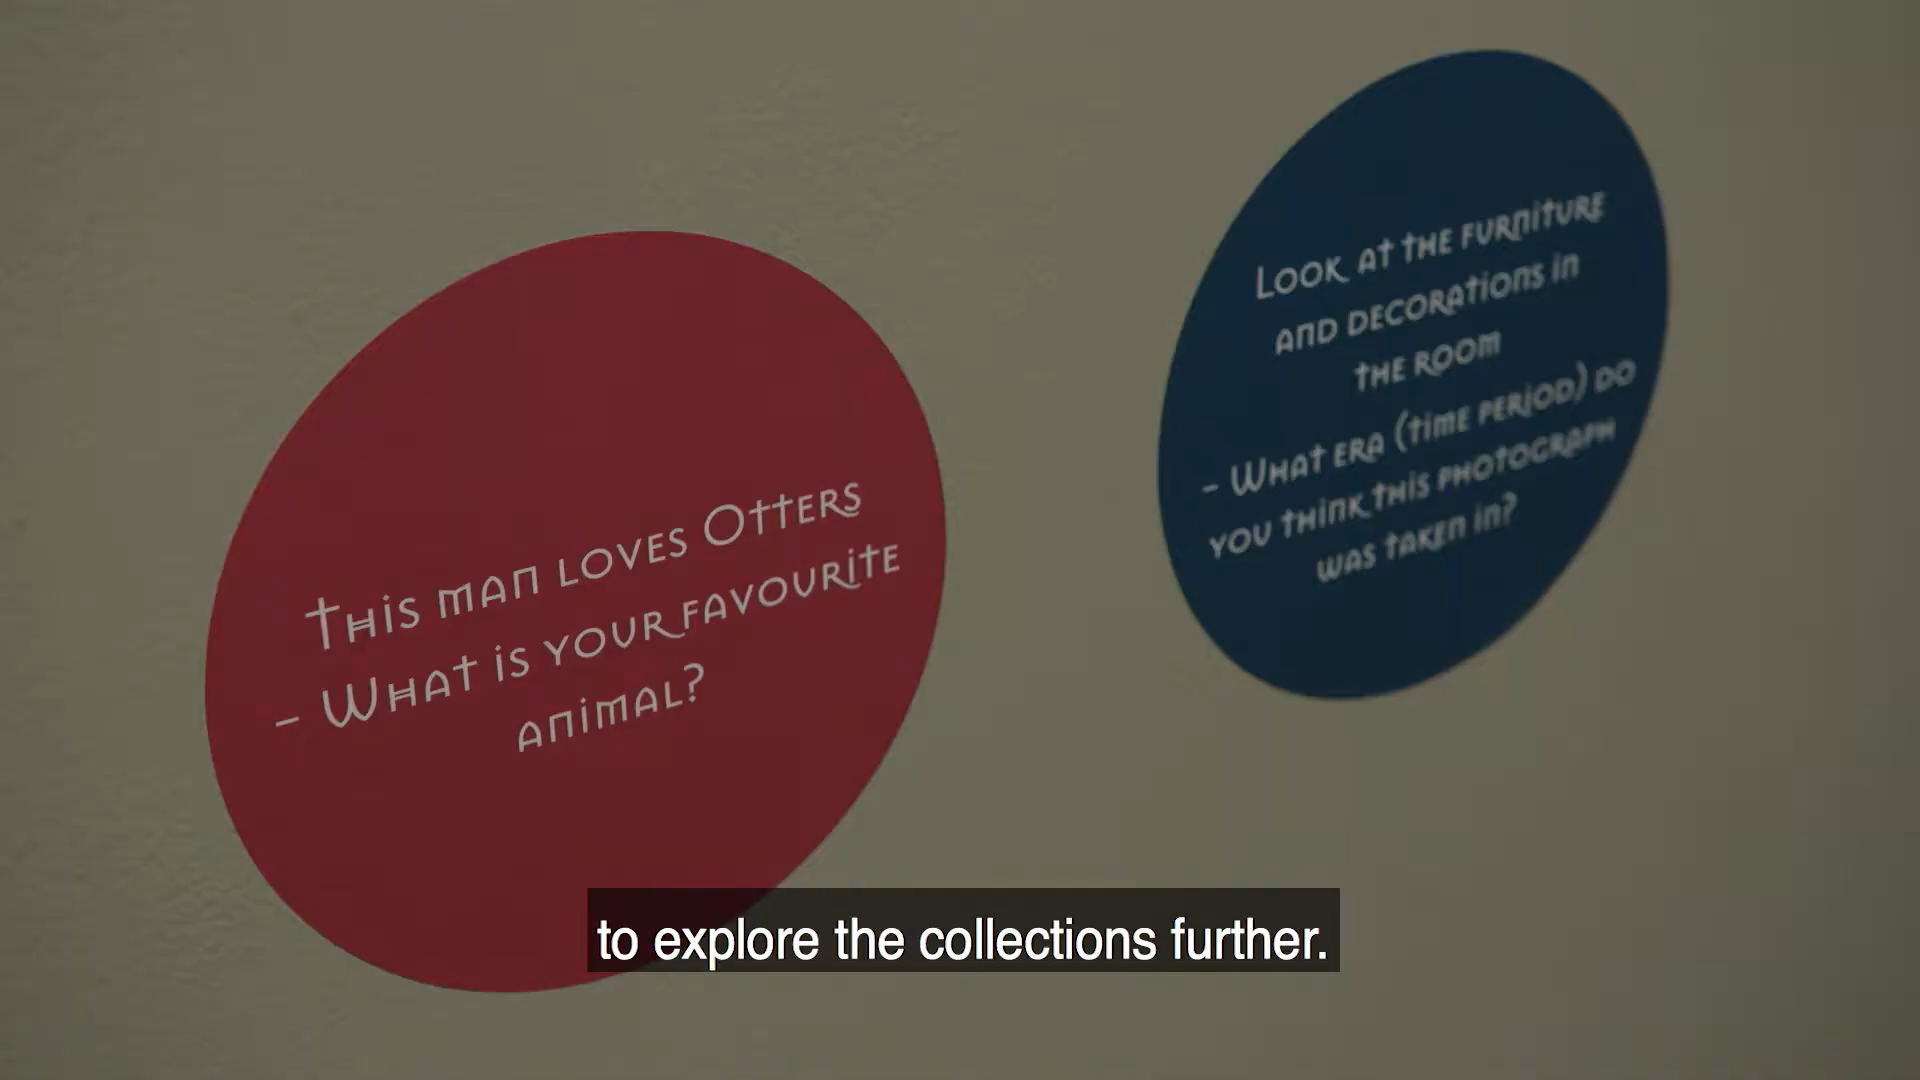 This man loves Otters
- What is your favourite
animal?
Look at the furniture
and decorations in
the room
- What era (time period) do
you think this photograph
was taken in?
to explore the collections further.